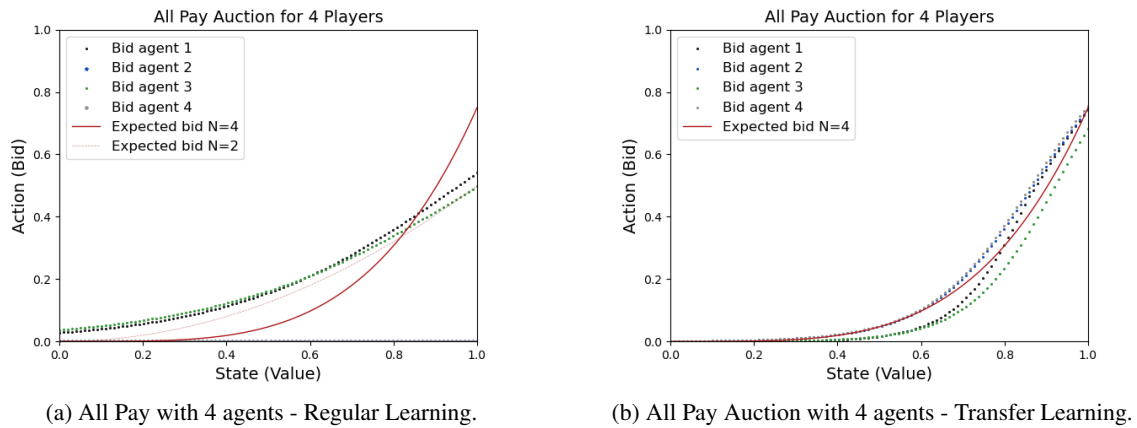 All Pay Auction for 4 Players
Action (Bid)
1.0
0.8
0.6
0.4
0.2
0.0
Bid agent 1
Bid agent 2
Bid agent 3
Bid agent 4
Expected bid N=4
Expected bid N=2
0.0 0.2 0.4 0.6 0.8 1.0
State (Value)
(a) All Pay with 4 agents - Regular Learning.
All Pay Auction for 4 Players
Action (Bid)
1.0
0.8
0.6
0.4
0.2
0.0
Bid agent 1
Bid agent 2
Bid agent 3
Bid agent 4
Expected bid N=4
0.0 0.2 0.4 0.6 0.8 1.0
State (Value)
(b) All Pay Auction with 4 agents - Transfer Learning.